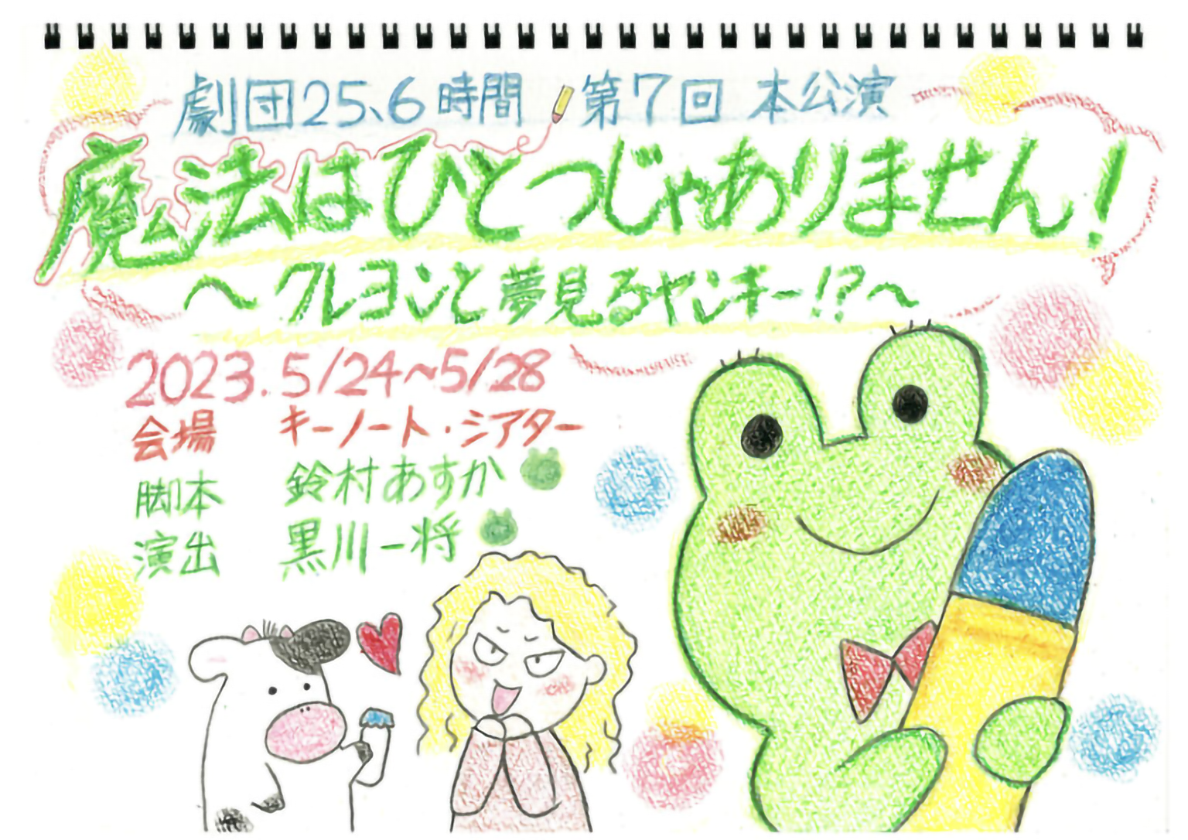 劇団25、6時間 第7回 本公演
魔法はひとつじゃありません!
～クレヨンと夢見るヤンキー!?～
2023.5/24~5/28
会場 キーノート・シアター
脚本 鈴村あすか
演出 黒川一将